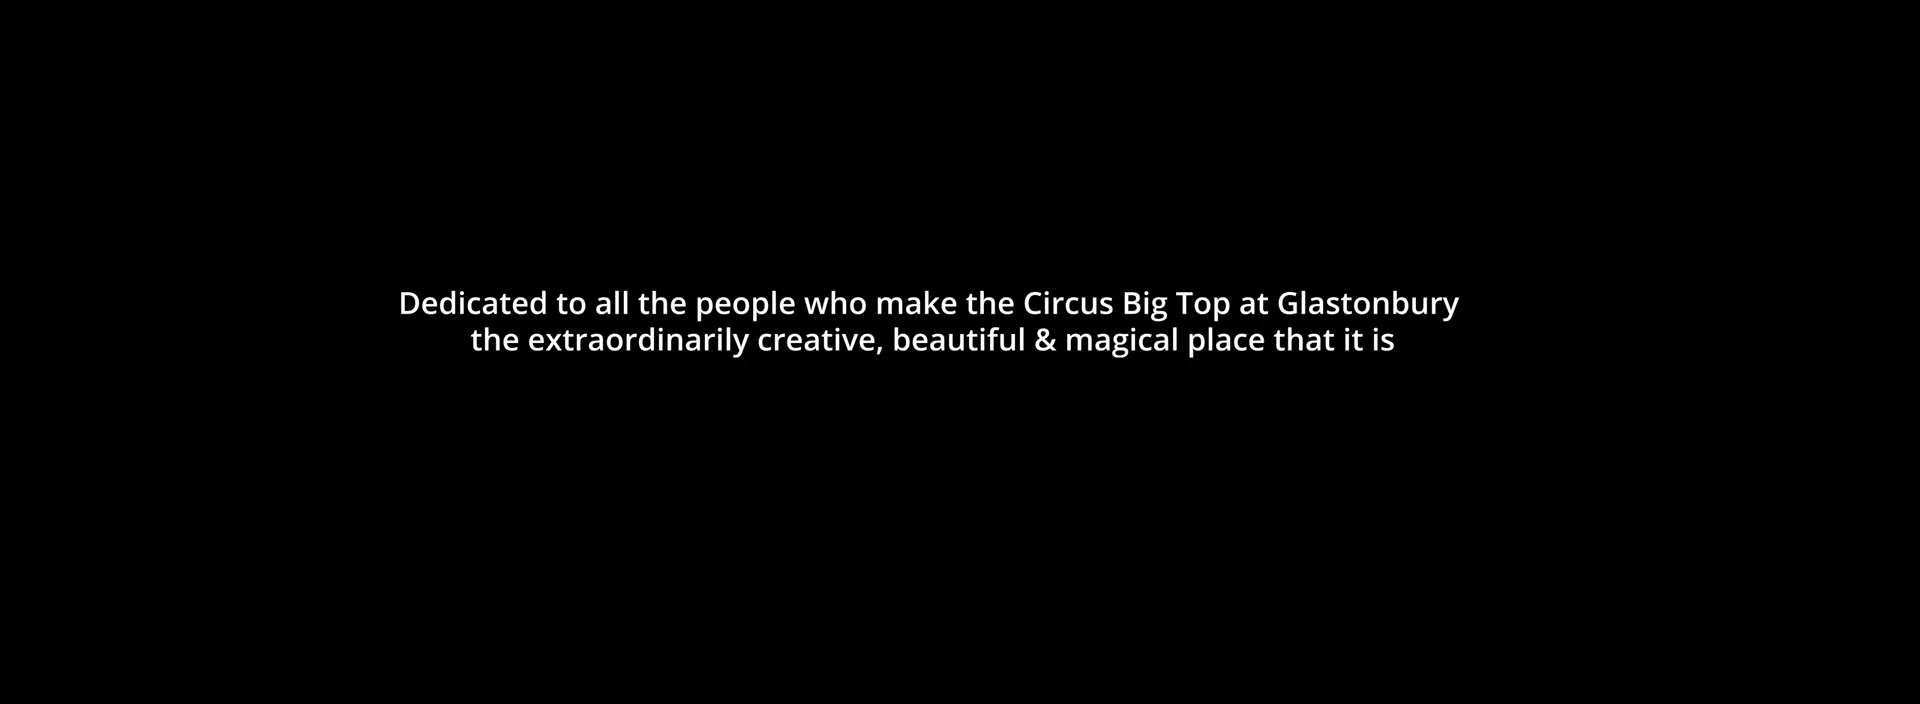 Dedicated to all the people who make the Circus Big Top at Glastonbury
the extraordinarily creative, beautiful & magical place that it is